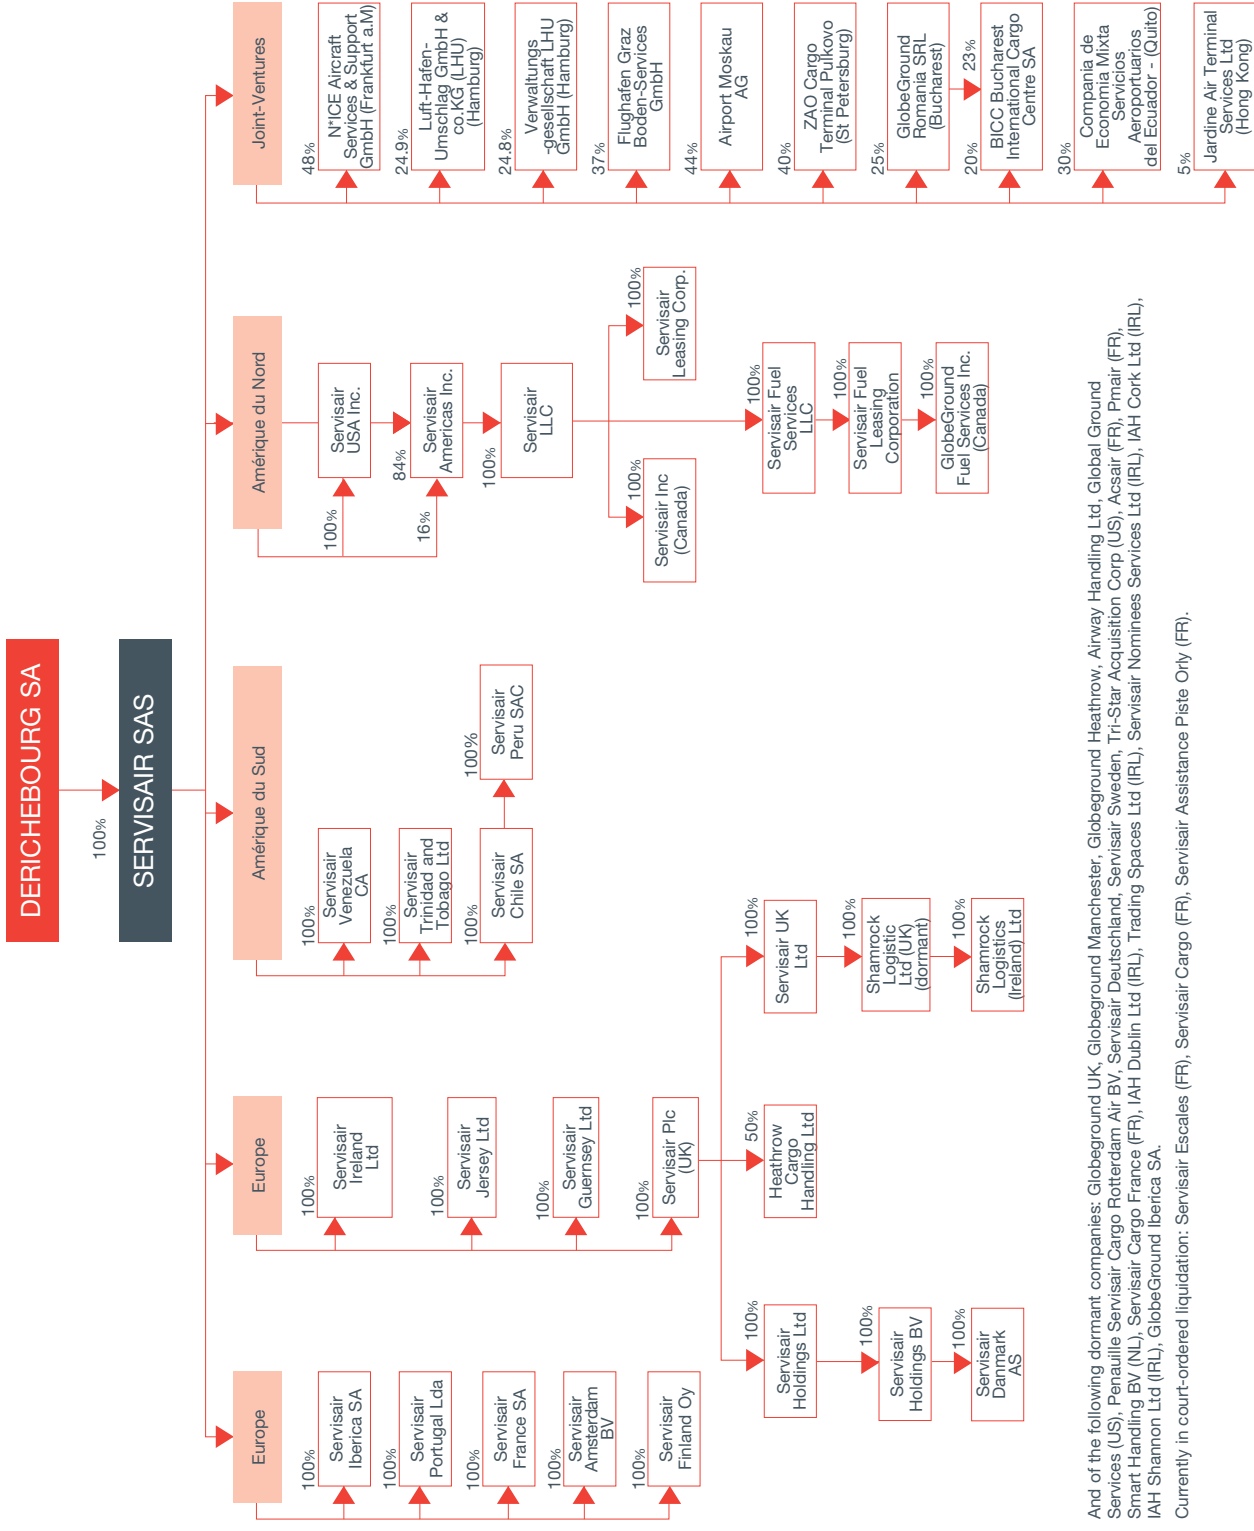 DERICHEBOURG SA
100%
SERVISAIR SAS
Europe
100%
Servisair
Iberica SA
100%
Servisair
Portugal Lda
100%
Servisair
France SA
100%
Servisair
Amsterdam
BV
100%
Servisair
Finland Oy
Europe
100%
Servisair
Ireland
Ltd
100%
Servisair
Jersey Ltd
100%
Servisair
Guernsey Ltd
100%
Servisair Plc
(UK)
100%
Servisair
Holdings Ltd
100%
Servisair
Holdings BV
100%
Servisair
Danmark
AS
50%
Heathrow
Cargo
Handling Ltd
100%
Servisair UK
Ltd
100%
Shamrock
Logistic
Ltd (UK)
(dormant)
100%
Shamrock
Logistics
(Ireland) Ltd
Amérique du Sud
100%
Servisair
Venezuela
CA
100%
Servisair
Trinidad and
Tobago Ltd
100%
Servisair
Chile SA
100%
Servisair
Peru SAC
Amérique du Nord
100%
Servisair
USA Inc.
84%
16%
Servisair
Americas Inc.
100%
Servisair
LLC
100%
Servisair Inc
(Canada)
100%
Servisair
Leasing Corp.
100%
Servisair Fuel
Services
LLC
100%
Servisair Fuel
Leasing
Corporation
100%
GlobeGround
Fuel Services Inc.
(Canada)
Joint-Ventures
48%
N*ICE Aircraft
Services & Support
GmbH (Frankfurt a.M)
24.9%
Luft-Hafen-
Umschlag GmbH &
co.KG (LHU)
(Hamburg)
24.8%
Verwaltungs
-gesellschaft LHU
GmbH (Hamburg)
37%
Flughafen Graz
Boden-Services
GmbH
44%
Airport Moskau
AG
40%
ZAO Cargo
Terminal Pulkovo
(St Petersburg)
25%
GlobeGround
Romania SRL
(Bucharest)
23%
20%
BICC Bucharest
International Cargo
Centre SA
30%
Compania de
Economia Mixta
Servicios
Aeroportuarios
del Ecuador - (Quito)
5%
Jardine Air Terminal
Services Ltd
(Hong Kong)
And of the following dormant companies: Globeground UK, Globeground Manchester, Globeground Heathrow, Airway Handling Ltd, Global Ground
Services (US), Penauille Servisair Cargo Rotterdam Air BV, Servisair Deutschland, Servisair Sweden, Tri-Star Acquisition Corp (US), Acsair (FR), Pmair (FR),
Smart Handling BV (NL), Servisair Cargo France (FR), IAH Dublin Ltd (IRL), Trading Spaces Ltd (IRL), Servisair Nominees Services Ltd (IRL), IAH Cork Ltd (IRL),
IAH Shannon Ltd (IRL), GlobeGround Iberica SA.
Currently in court-ordered liquidation: Servisair Escales (FR), Servisair Cargo (FR), Servisair Assistance Piste Orly (FR).